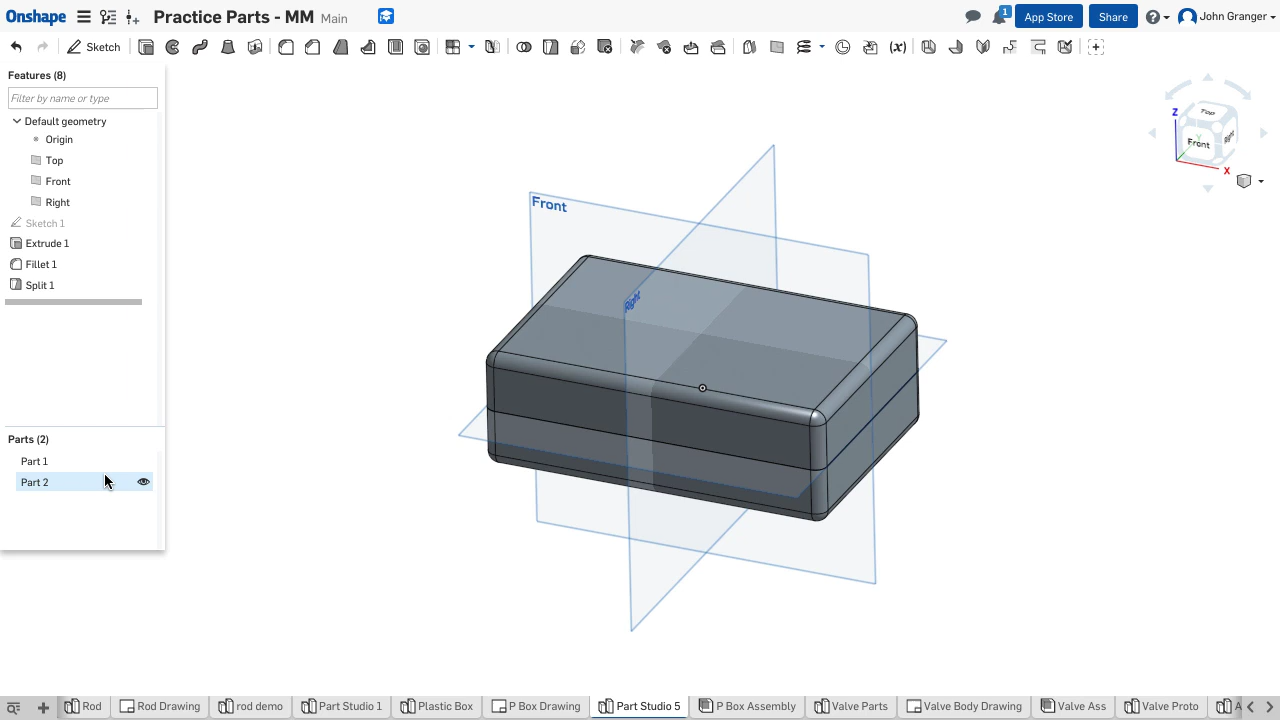 Onshape Practice Parts - MM Main 1 App Store Share John Granger
Sketch (x)
Features (8)
Filter by name or type
Default geometry
Origin
Top
Front
Right
Sketch 1
Extrude 1
Fillet 1
Split 1
Parts (2)
Part 1
Part 2
Front
Right
Z
Top
Front
Right
Y
X
Rod Rod Drawing rod demo Part Studio 1 Plastic Box P Box Drawing Part Studio 5 P Box Assembly Valve Parts Valve Body Drawing Valve Ass Valve Proto A